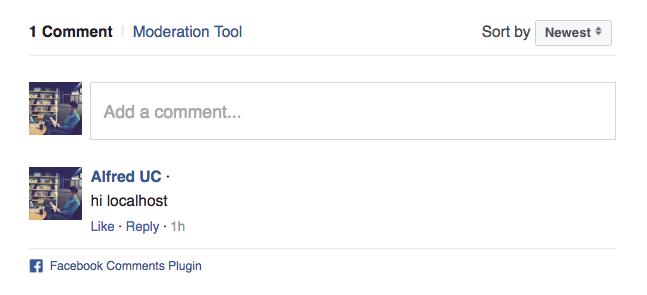 1 Comment Moderation Tool Sort by Newest
Add a comment...
Alfred UC ·
hi localhost
Like · Reply · 1h
Facebook Comments Plugin